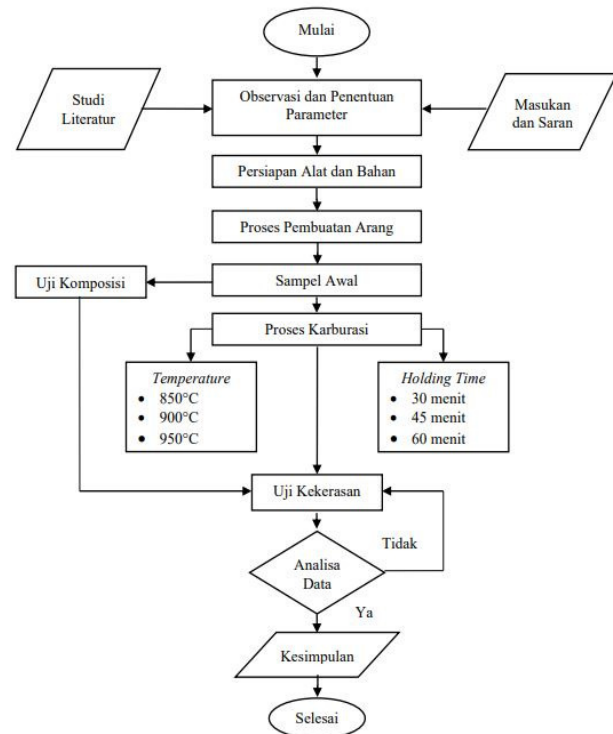 Mulai
Studi
Literatur
Observasi dan Penentuan
Parameter
Masukan
dan Saran
Persiapan Alat dan Bahan
Proses Pembuatan Arang
Uji Komposisi
Sampel Awal
Proses Karburasi
Temperature
• 850°C
• 900°C
• 950°C
Holding Time
• 30 menit
• 45 menit
• 60 menit
Uji Kekerasan
Tidak
Analisa
Data
Ya
Kesimpulan
Selesai